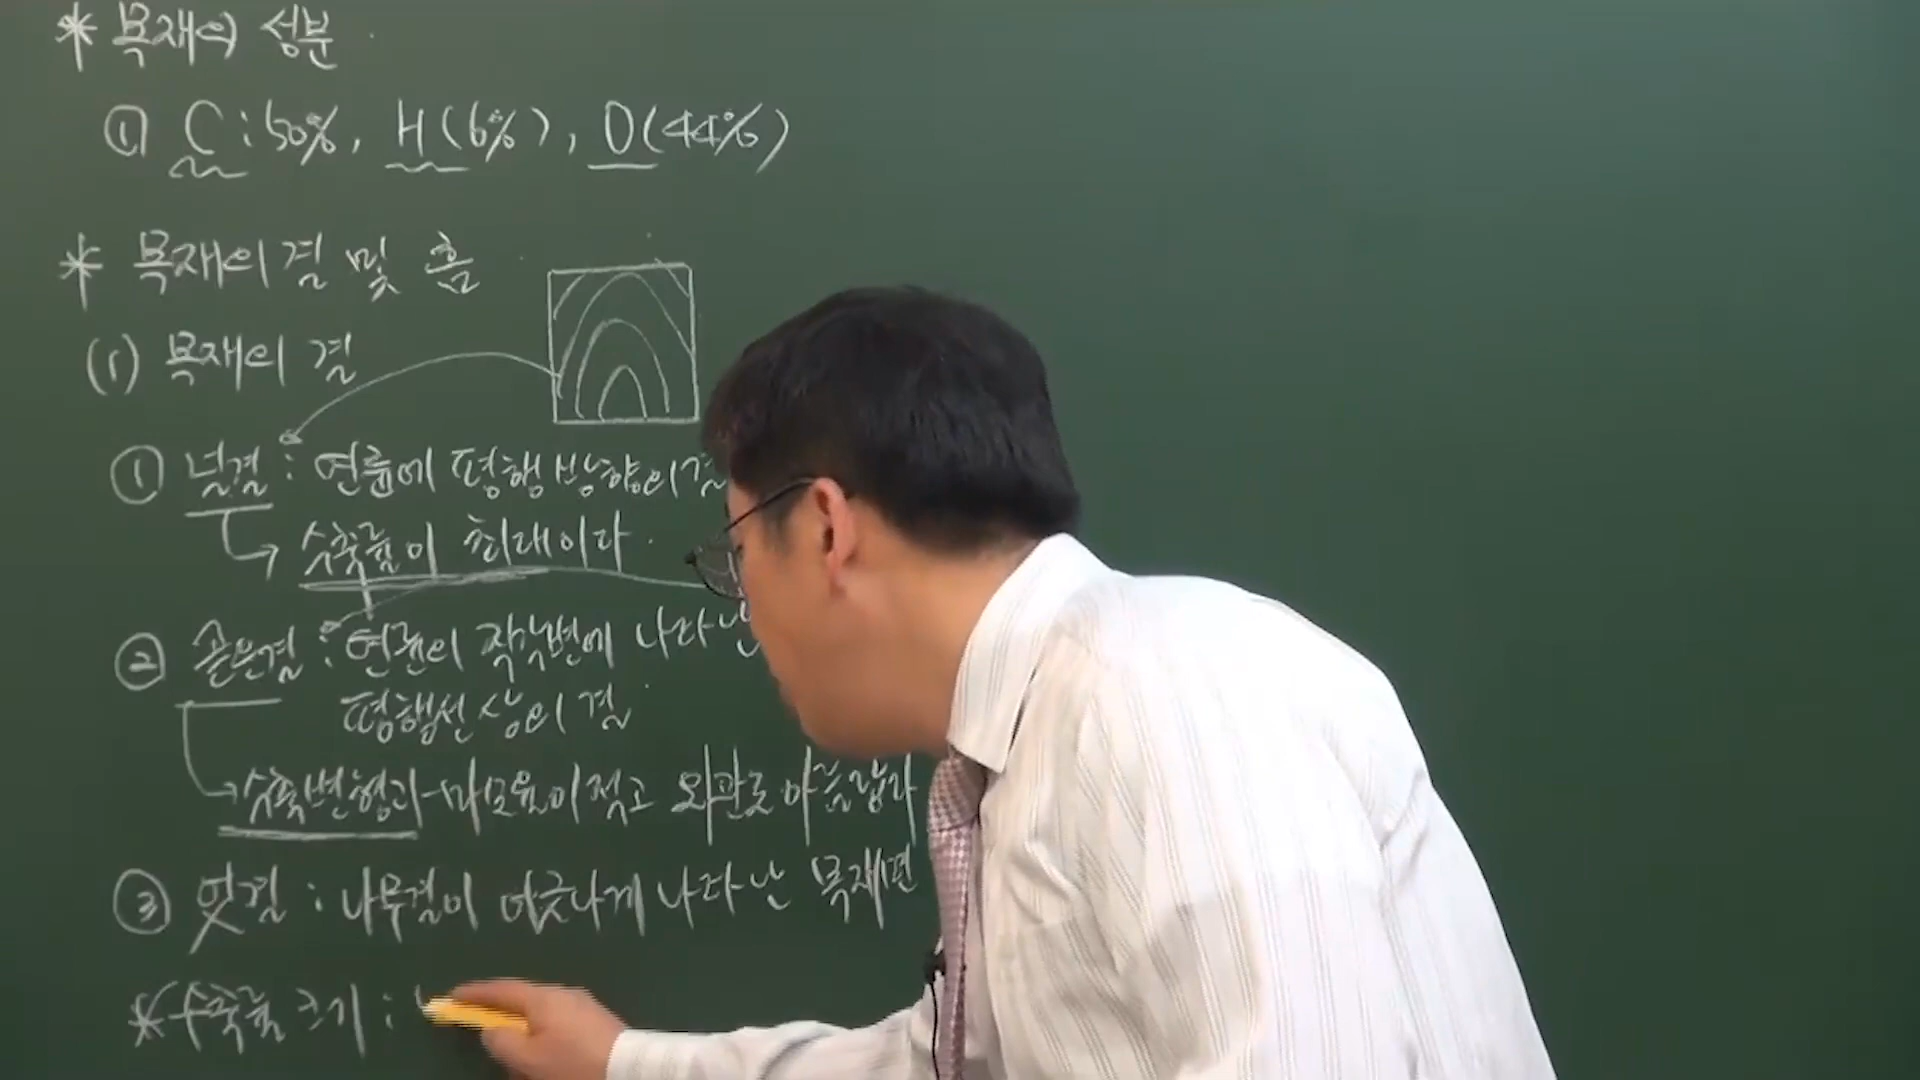 * 목재의 성분
① C : 50%, H (6%), O (44%)
* 목재의 결 및 흠
(1) 목재의 결
① 널결 : 연륜에 평행방향의 결
수축률이 최대이다.
② 곧은결 : 연륜의 직각면에 나타난
평행선상의 결
수축변형과 마모율이 적고 외관도 아름답다
③ 엇결 : 나무결이 어긋나게 나타난 목재면
* 수축률 크기 :